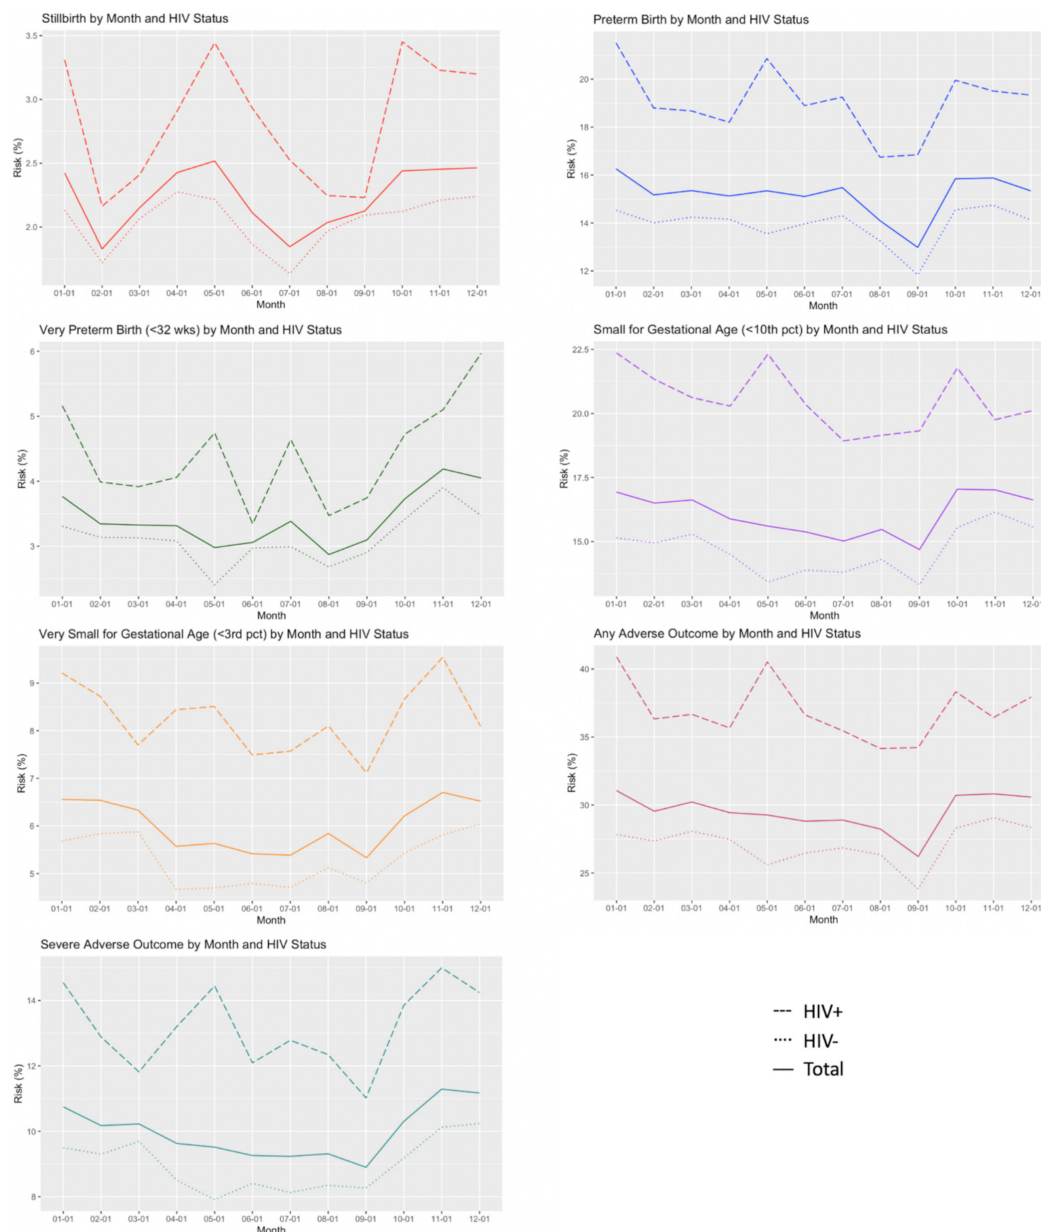 Stillbirth by Month and HIV Status
3.5
3.0
2.5
2.0
Risk (%)
01-01 02-01 03-01 04-01 05-01 06-01 07-01 08-01 09-01 10-01 11-01 12-01
Month
Preterm Birth by Month and HIV Status
20
18
16
14
12
Risk (%)
01-01 02-01 03-01 04-01 05-01 06-01 07-01 08-01 09-01 10-01 11-01 12-01
Month
Very Preterm Birth (<32 wks) by Month and HIV Status
6
5
4
3
Risk (%)
01-01 02-01 03-01 04-01 05-01 06-01 07-01 08-01 09-01 10-01 11-01 12-01
Month
Small for Gestational Age (<10th pct) by Month and HIV Status
22.5
20.0
17.5
15.0
Risk (%)
01-01 02-01 03-01 04-01 05-01 06-01 07-01 08-01 09-01 10-01 11-01 12-01
Month
Very Small for Gestational Age (<3rd pct) by Month and HIV Status
9
8
7
6
5
Risk (%)
01-01 02-01 03-01 04-01 05-01 06-01 07-01 08-01 09-01 10-01 11-01 12-01
Month
Any Adverse Outcome by Month and HIV Status
40
35
30
25
Risk (%)
01-01 02-01 03-01 04-01 05-01 06-01 07-01 08-01 09-01 10-01 11-01 12-01
Month
Severe Adverse Outcome by Month and HIV Status
14
12
10
8
Risk (%)
01-01 02-01 03-01 04-01 05-01 06-01 07-01 08-01 09-01 10-01 11-01 12-01
Month
HIV+
HIV-
Total